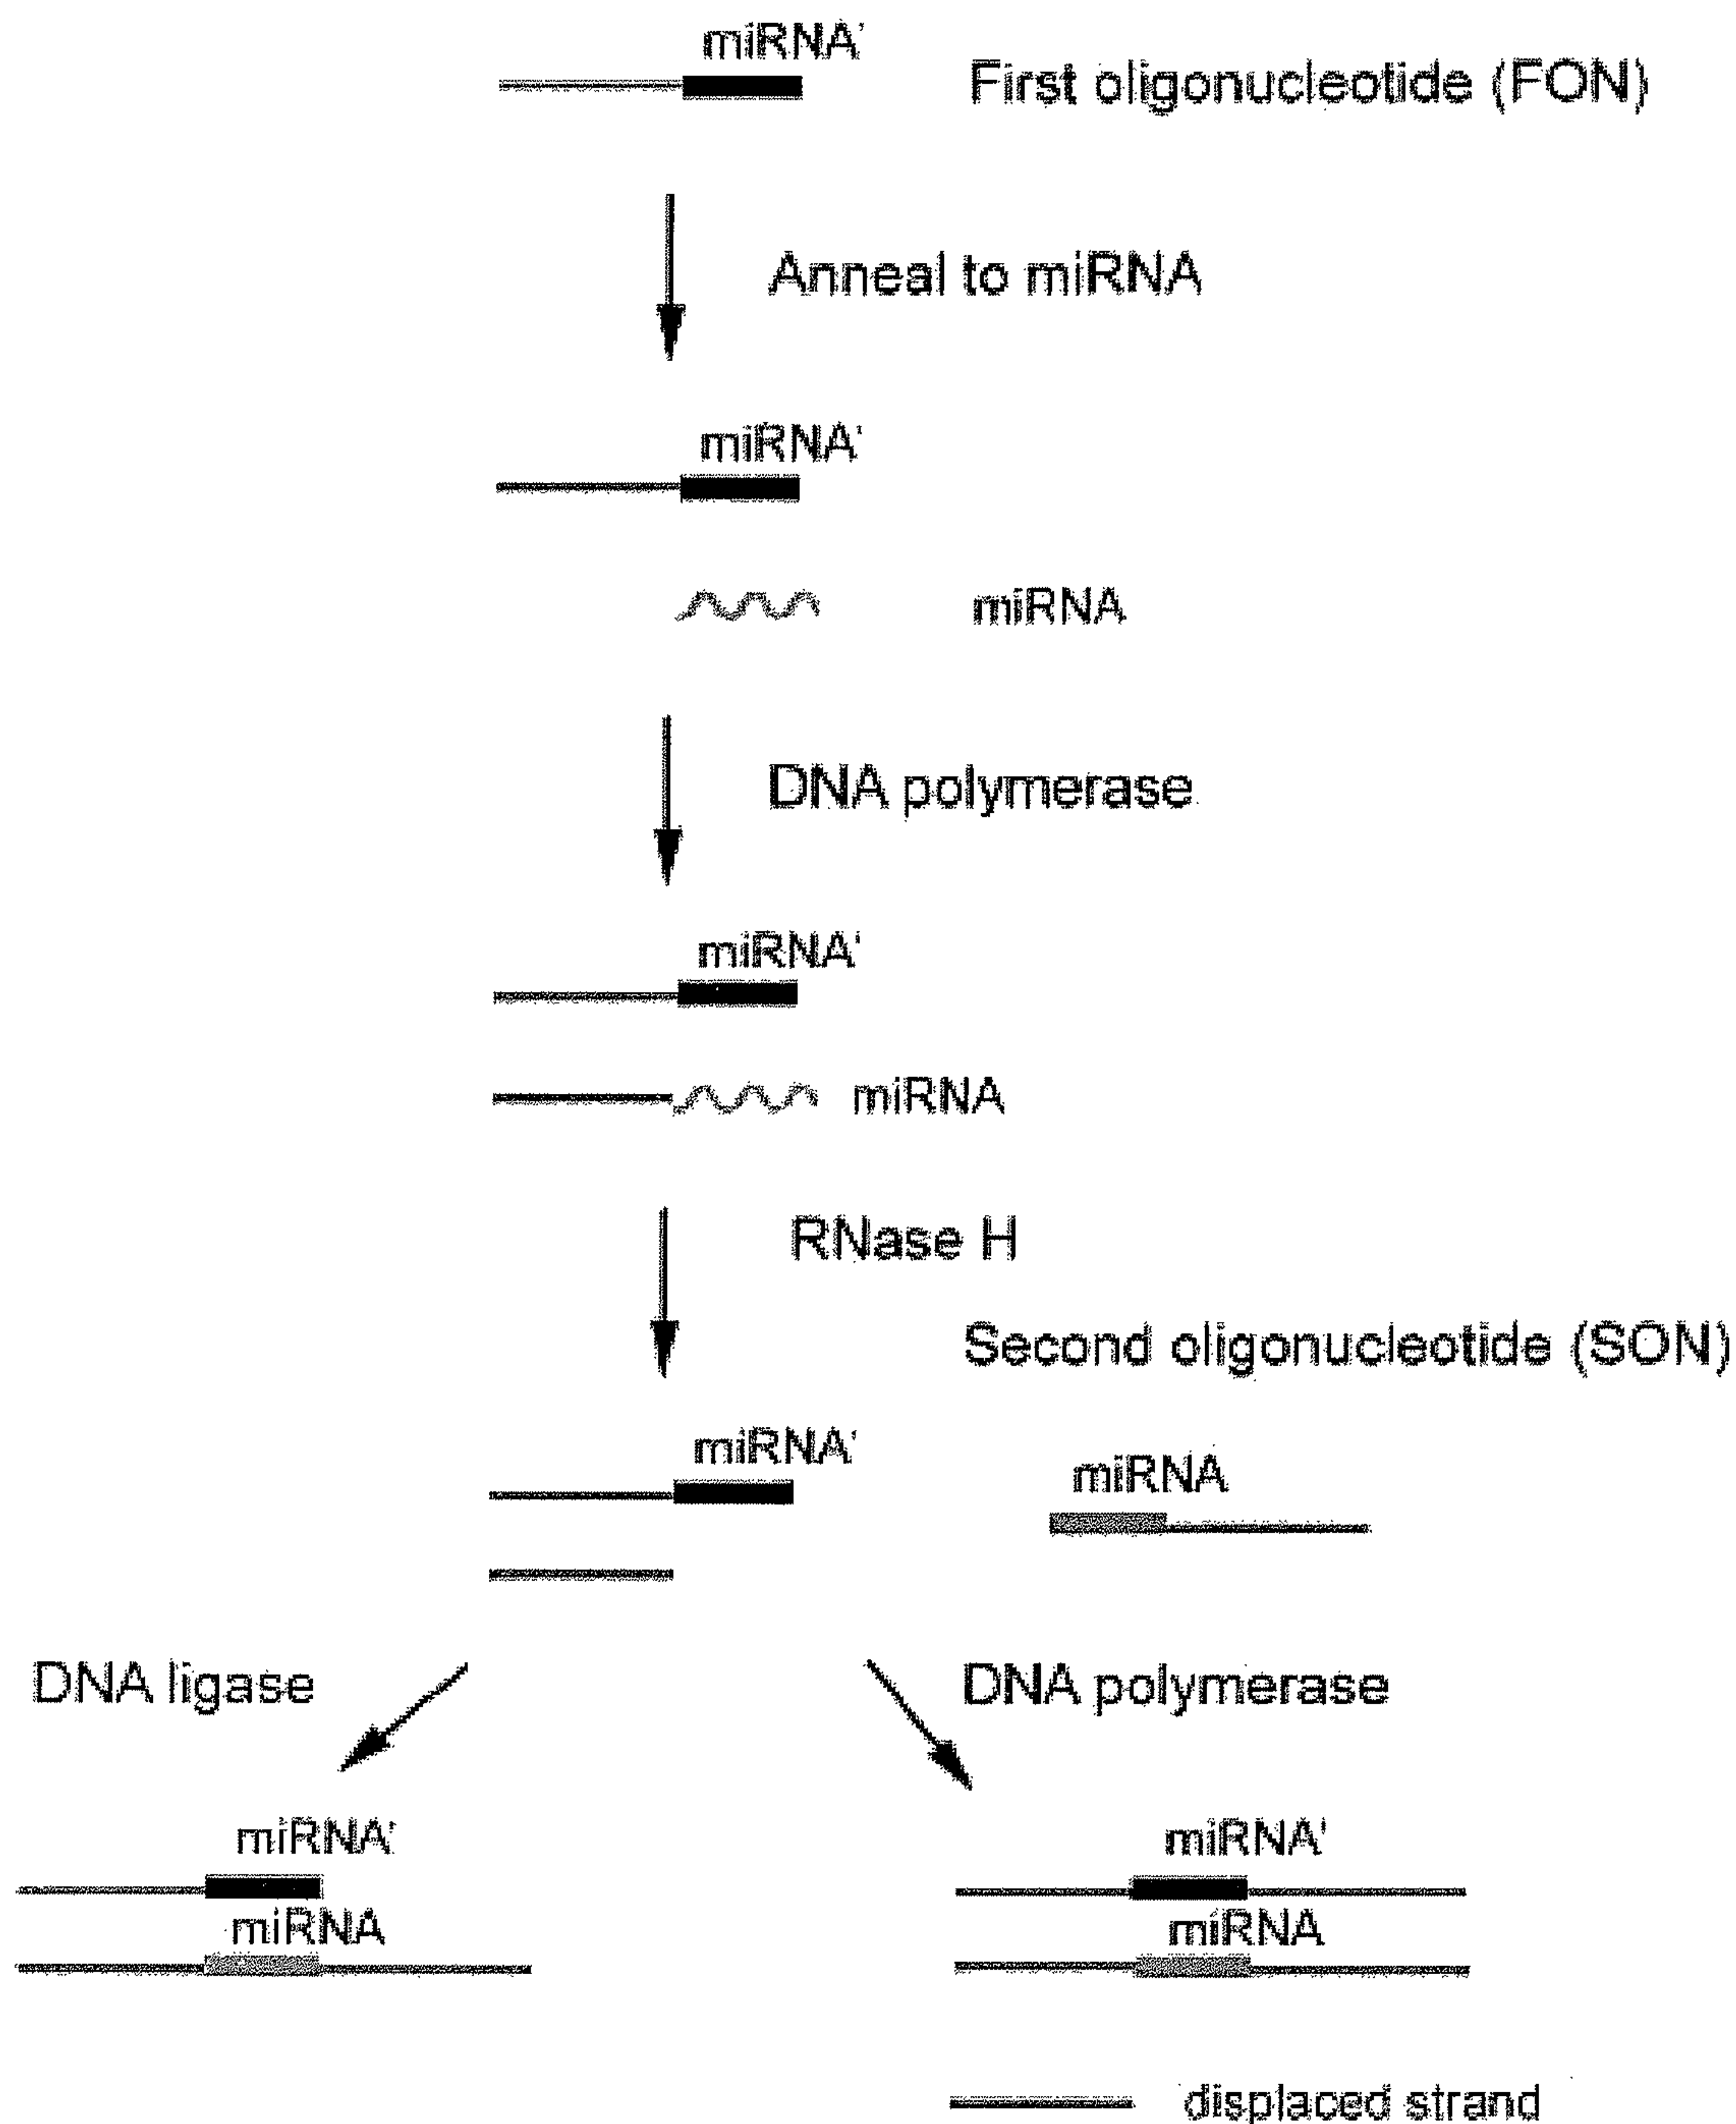 miRNA'
First oligonucleotide (FON)
Anneal to miRNA
miRNA'
miRNA
DNA polymerase
miRNA'
miRNA
RNase H
Second oligonucleotide (SON)
miRNA'
miRNA
DNA ligase
DNA polymerase
miRNA'
miRNA'
miRNA
miRNA
displaced strand